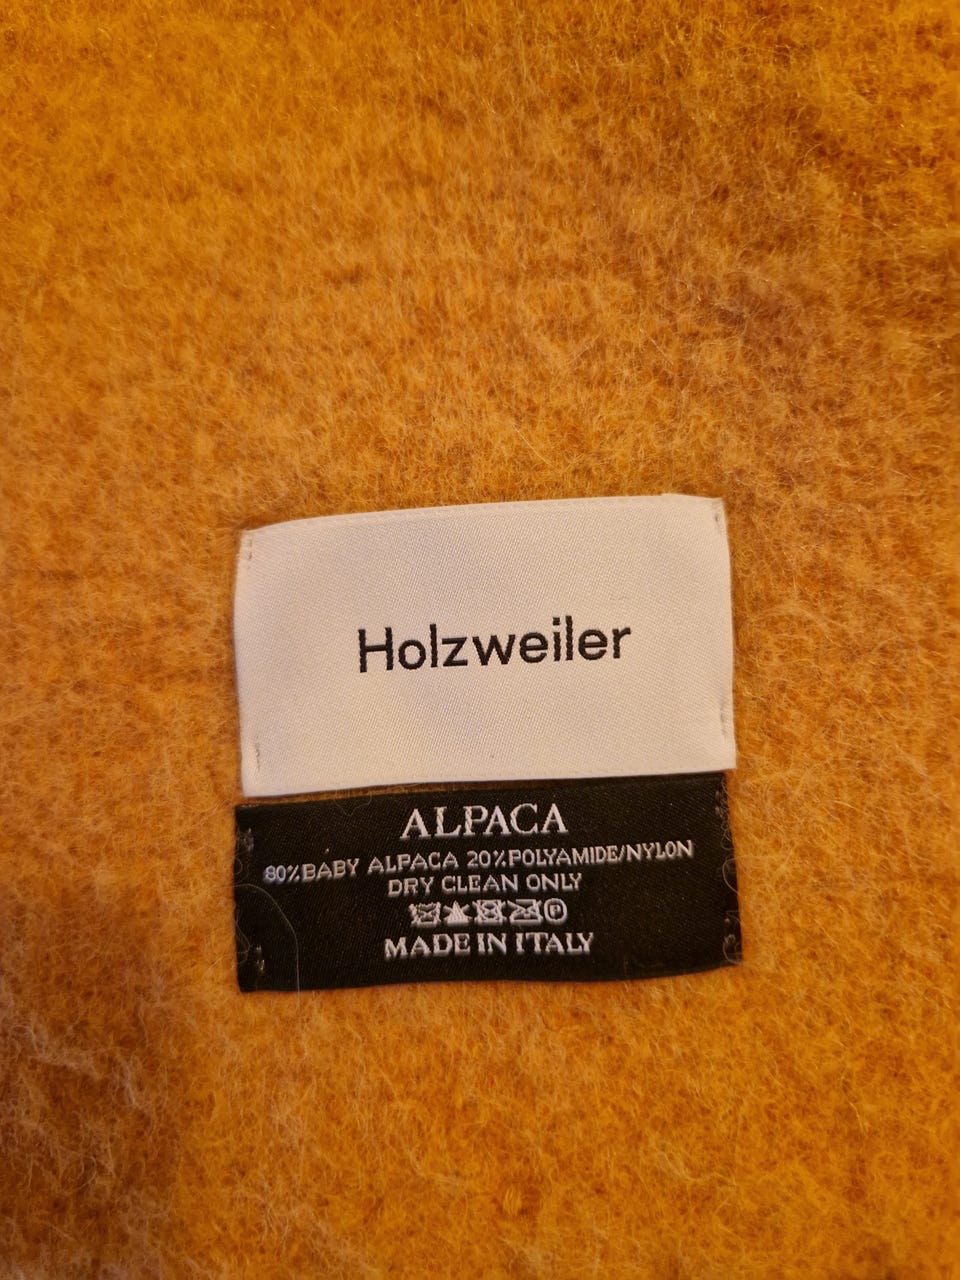 Holzweiler
ALPACA
80%BABY ALPACA 20%POLYAMIDE/NYLON
DRY CLEAN ONLY
P
MADE IN ITALY